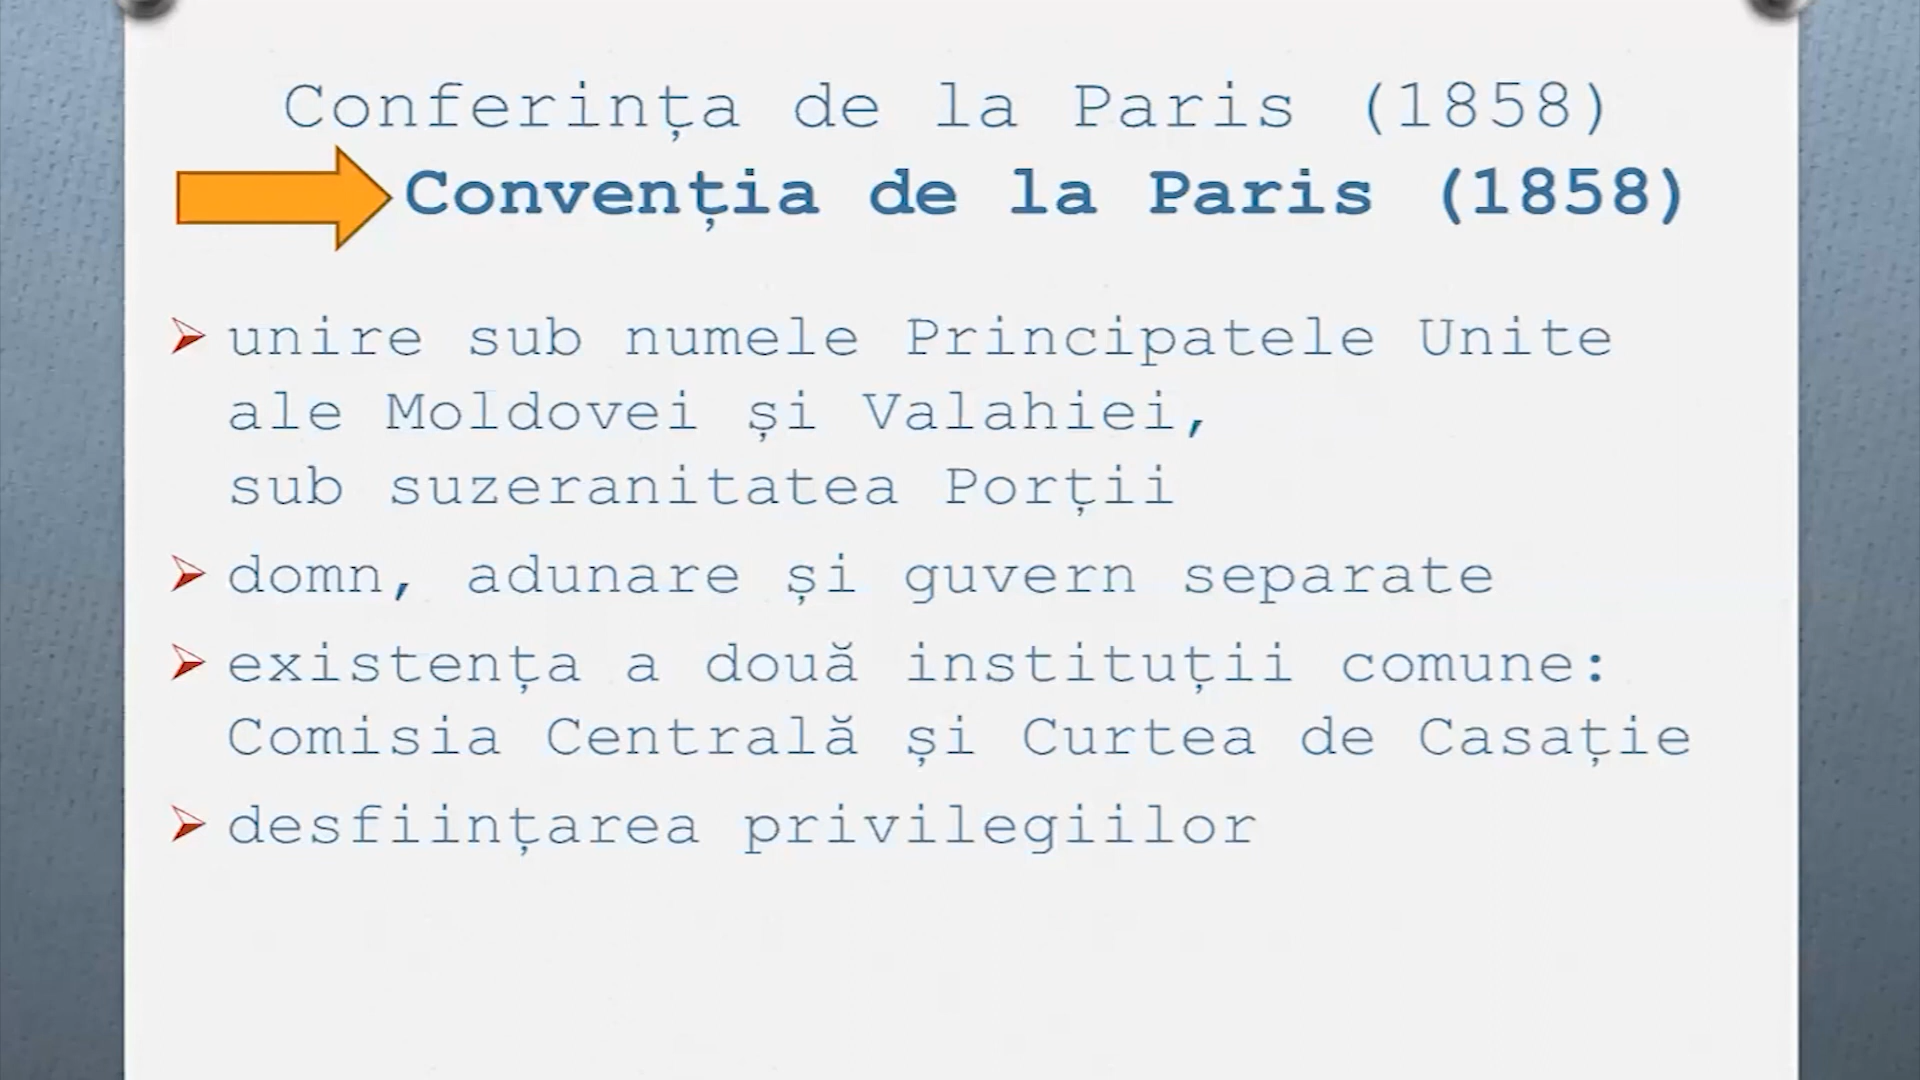 Conferința de la Paris (1858)
Convenția de la Paris (1858)
unire sub numele Principatele Unite
ale Moldovei și Valahiei,
sub suzeranitatea Porții
domn, adunare și guvern separate
existența a două instituții comune:
Comisia Centrală și Curtea de Casație
desființarea privilegiilor